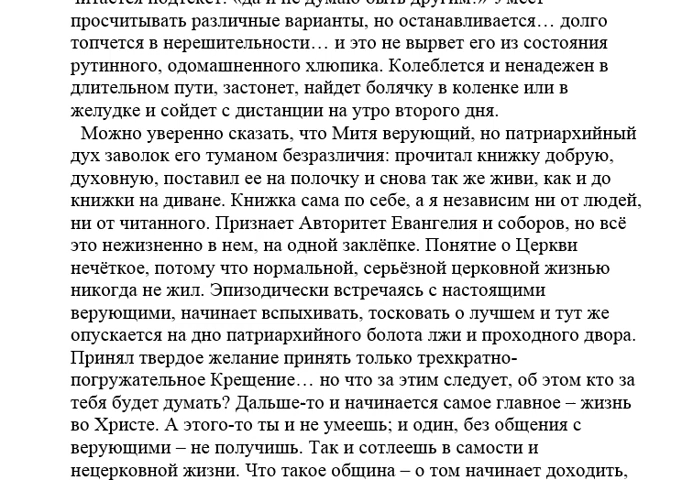 читается подтекст: «да и не думаю быть другим!» Умеет
просчитывать различные варианты, но останавливается… долго
топчется в нерешительности… и это не вырвет его из состояния
рутинного, одомашненного хлюпика. Колеблется и ненадежен в
длительном пути, застонет, найдет болячку в коленке или в
желудке и сойдет с дистанции на утро второго дня.
Можно уверенно сказать, что Митя верующий, но патриархийный
дух заволок его туманом безразличия: прочитал книжку добрую,
духовную, поставил ее на полочку и снова так же живи, как и до
книжки на диване. Книжка сама по себе, а я независим ни от людей,
ни от читанного. Признает Авторитет Евангелия и соборов, но всё
это нежизненно в нем, на одной заклёпке. Понятие о Церкви
нечёткое, потому что нормальной, серьёзной церковной жизнью
никогда не жил. Эпизодически встречаясь с настоящими
верующими, начинает вспыхивать, тосковать о лучшем и тут же
опускается на дно патриархийного болота лжи и проходного двора.
Принял твердое желание принять только трехкратно-
погружательное Крещение… но что за этим следует, об этом кто за
тебя будет думать? Дальше-то и начинается самое главное – жизнь
во Христе. А этого-то ты и не умеешь; и один, без общения с
верующими – не получишь. Так и сотлеешь в самости и
нецерковной жизни. Что такое община – о том начинает доходить,